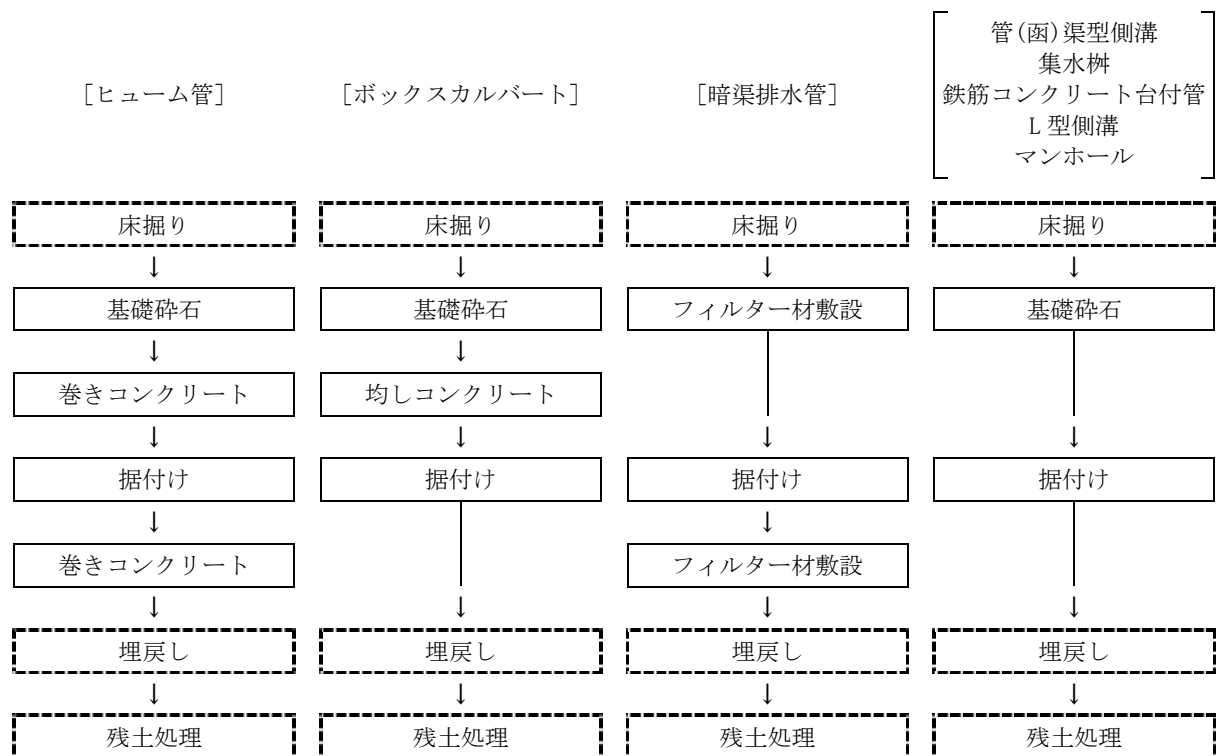 [ヒューム管]
[ボックスカルバート]
[暗渠排水管]
管(函)渠型側溝
集水桝
鉄筋コンクリート台付管
L型側溝
マンホール
床掘り 床掘り 床掘り 床掘り
↓ ↓ ↓ ↓
基礎砕石 基礎砕石 フィルター材敷設 基礎砕石
↓ ↓
巻きコンクリート 均しコンクリート
↓ ↓ ↓ ↓
据付け 据付け 据付け 据付け
↓ ↓
巻きコンクリート フィルター材敷設
↓ ↓ ↓ ↓
埋戻し 埋戻し 埋戻し 埋戻し
↓ ↓ ↓ ↓
残土処理 残土処理 残土処理 残土処理